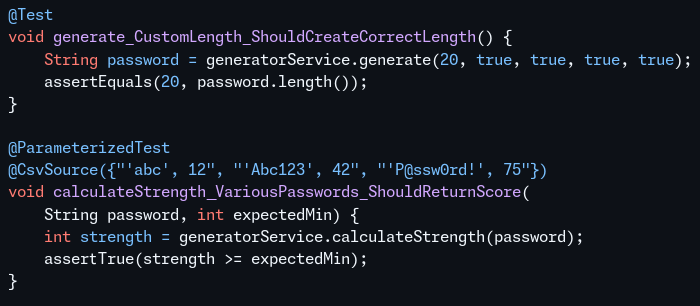 @Test
void generate_CustomLength_ShouldCreateCorrectLength() {
    String password = generatorService.generate(20, true, true, true, true);
    assertEquals(20, password.length());
}

@ParameterizedTest
@CsvSource({"'abc', 12", "'Abc123', 42", "'P@ssw0rd!', 75"})
void calculateStrength_VariousPasswords_ShouldReturnScore(
    String password, int expectedMin) {
    int strength = generatorService.calculateStrength(password);
    assertTrue(strength >= expectedMin);
}